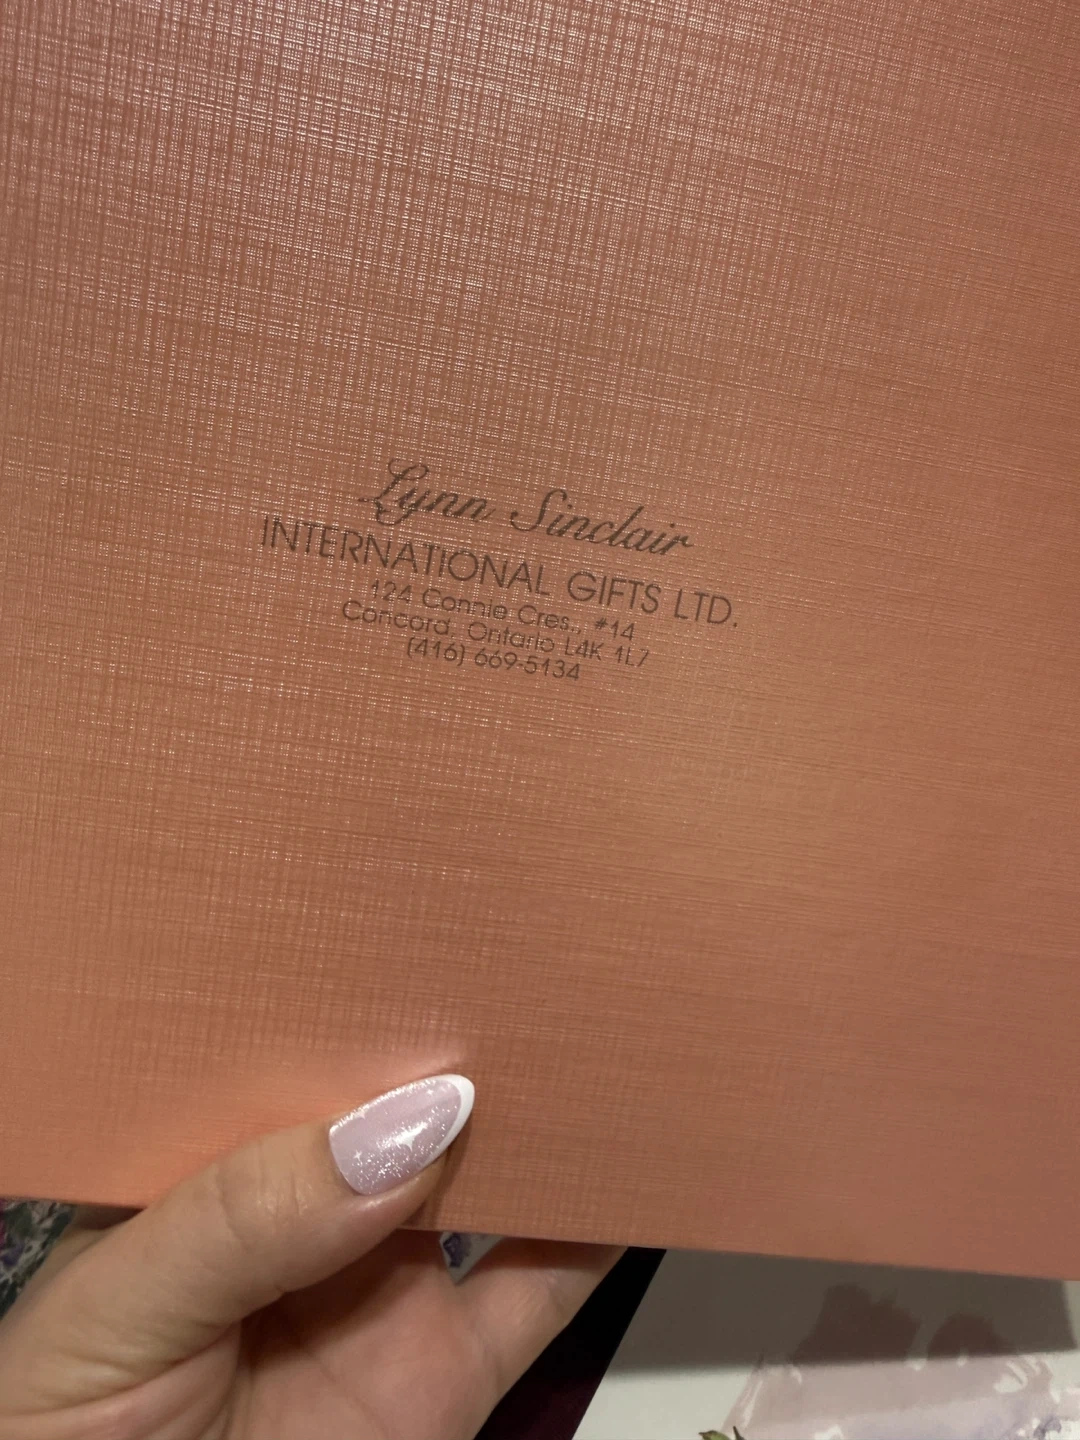 Lynn Sinclair
INTERNATIONAL GIFTS LTD.
124 Connie Cres., #14
Concord, Ontario L4K 1L7
(416) 669-5134